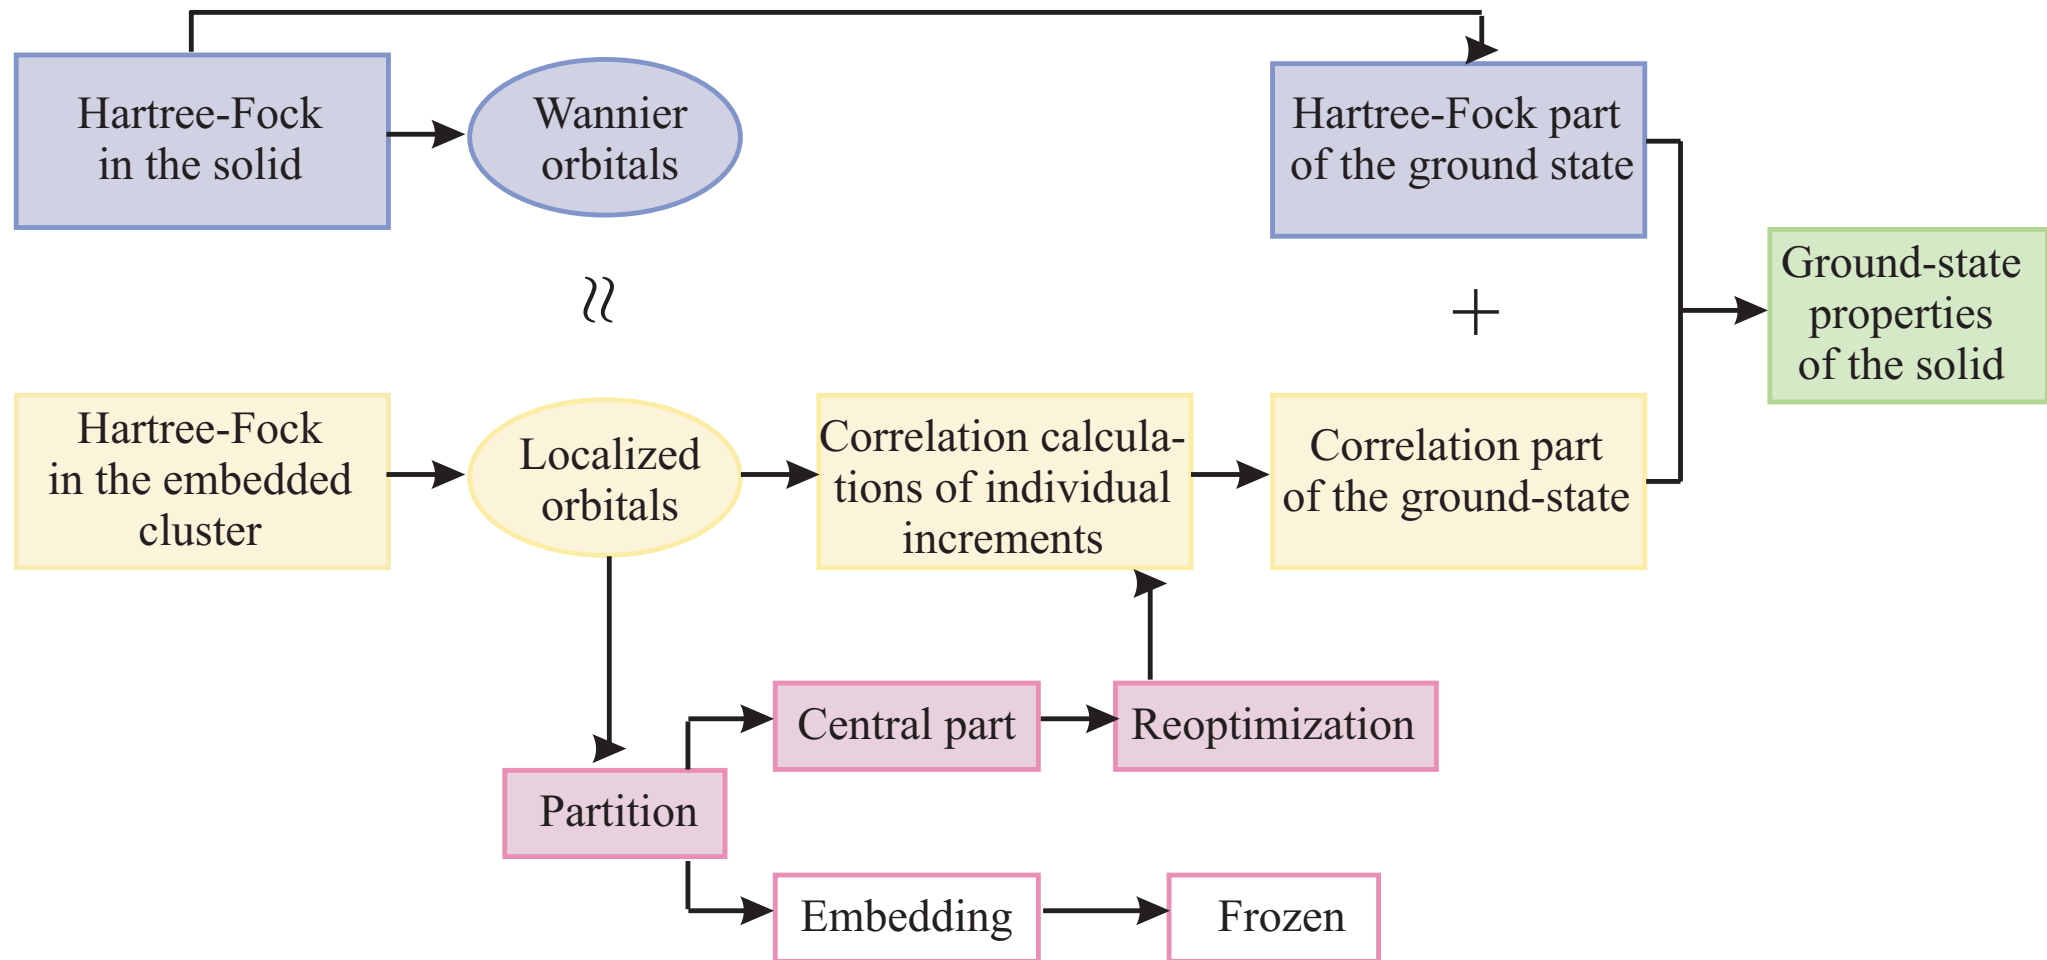 Hartree-Fock
in the solid
Wannier
orbitals
Hartree-Fock part
of the ground state
≈
+
Ground-state
properties
of the solid
Hartree-Fock
in the embedded
cluster
Localized
orbitals
Correlation calcula-
tions of individual
increments
Correlation part
of the ground-state
Partition
Central part
Reoptimization
Embedding
Frozen